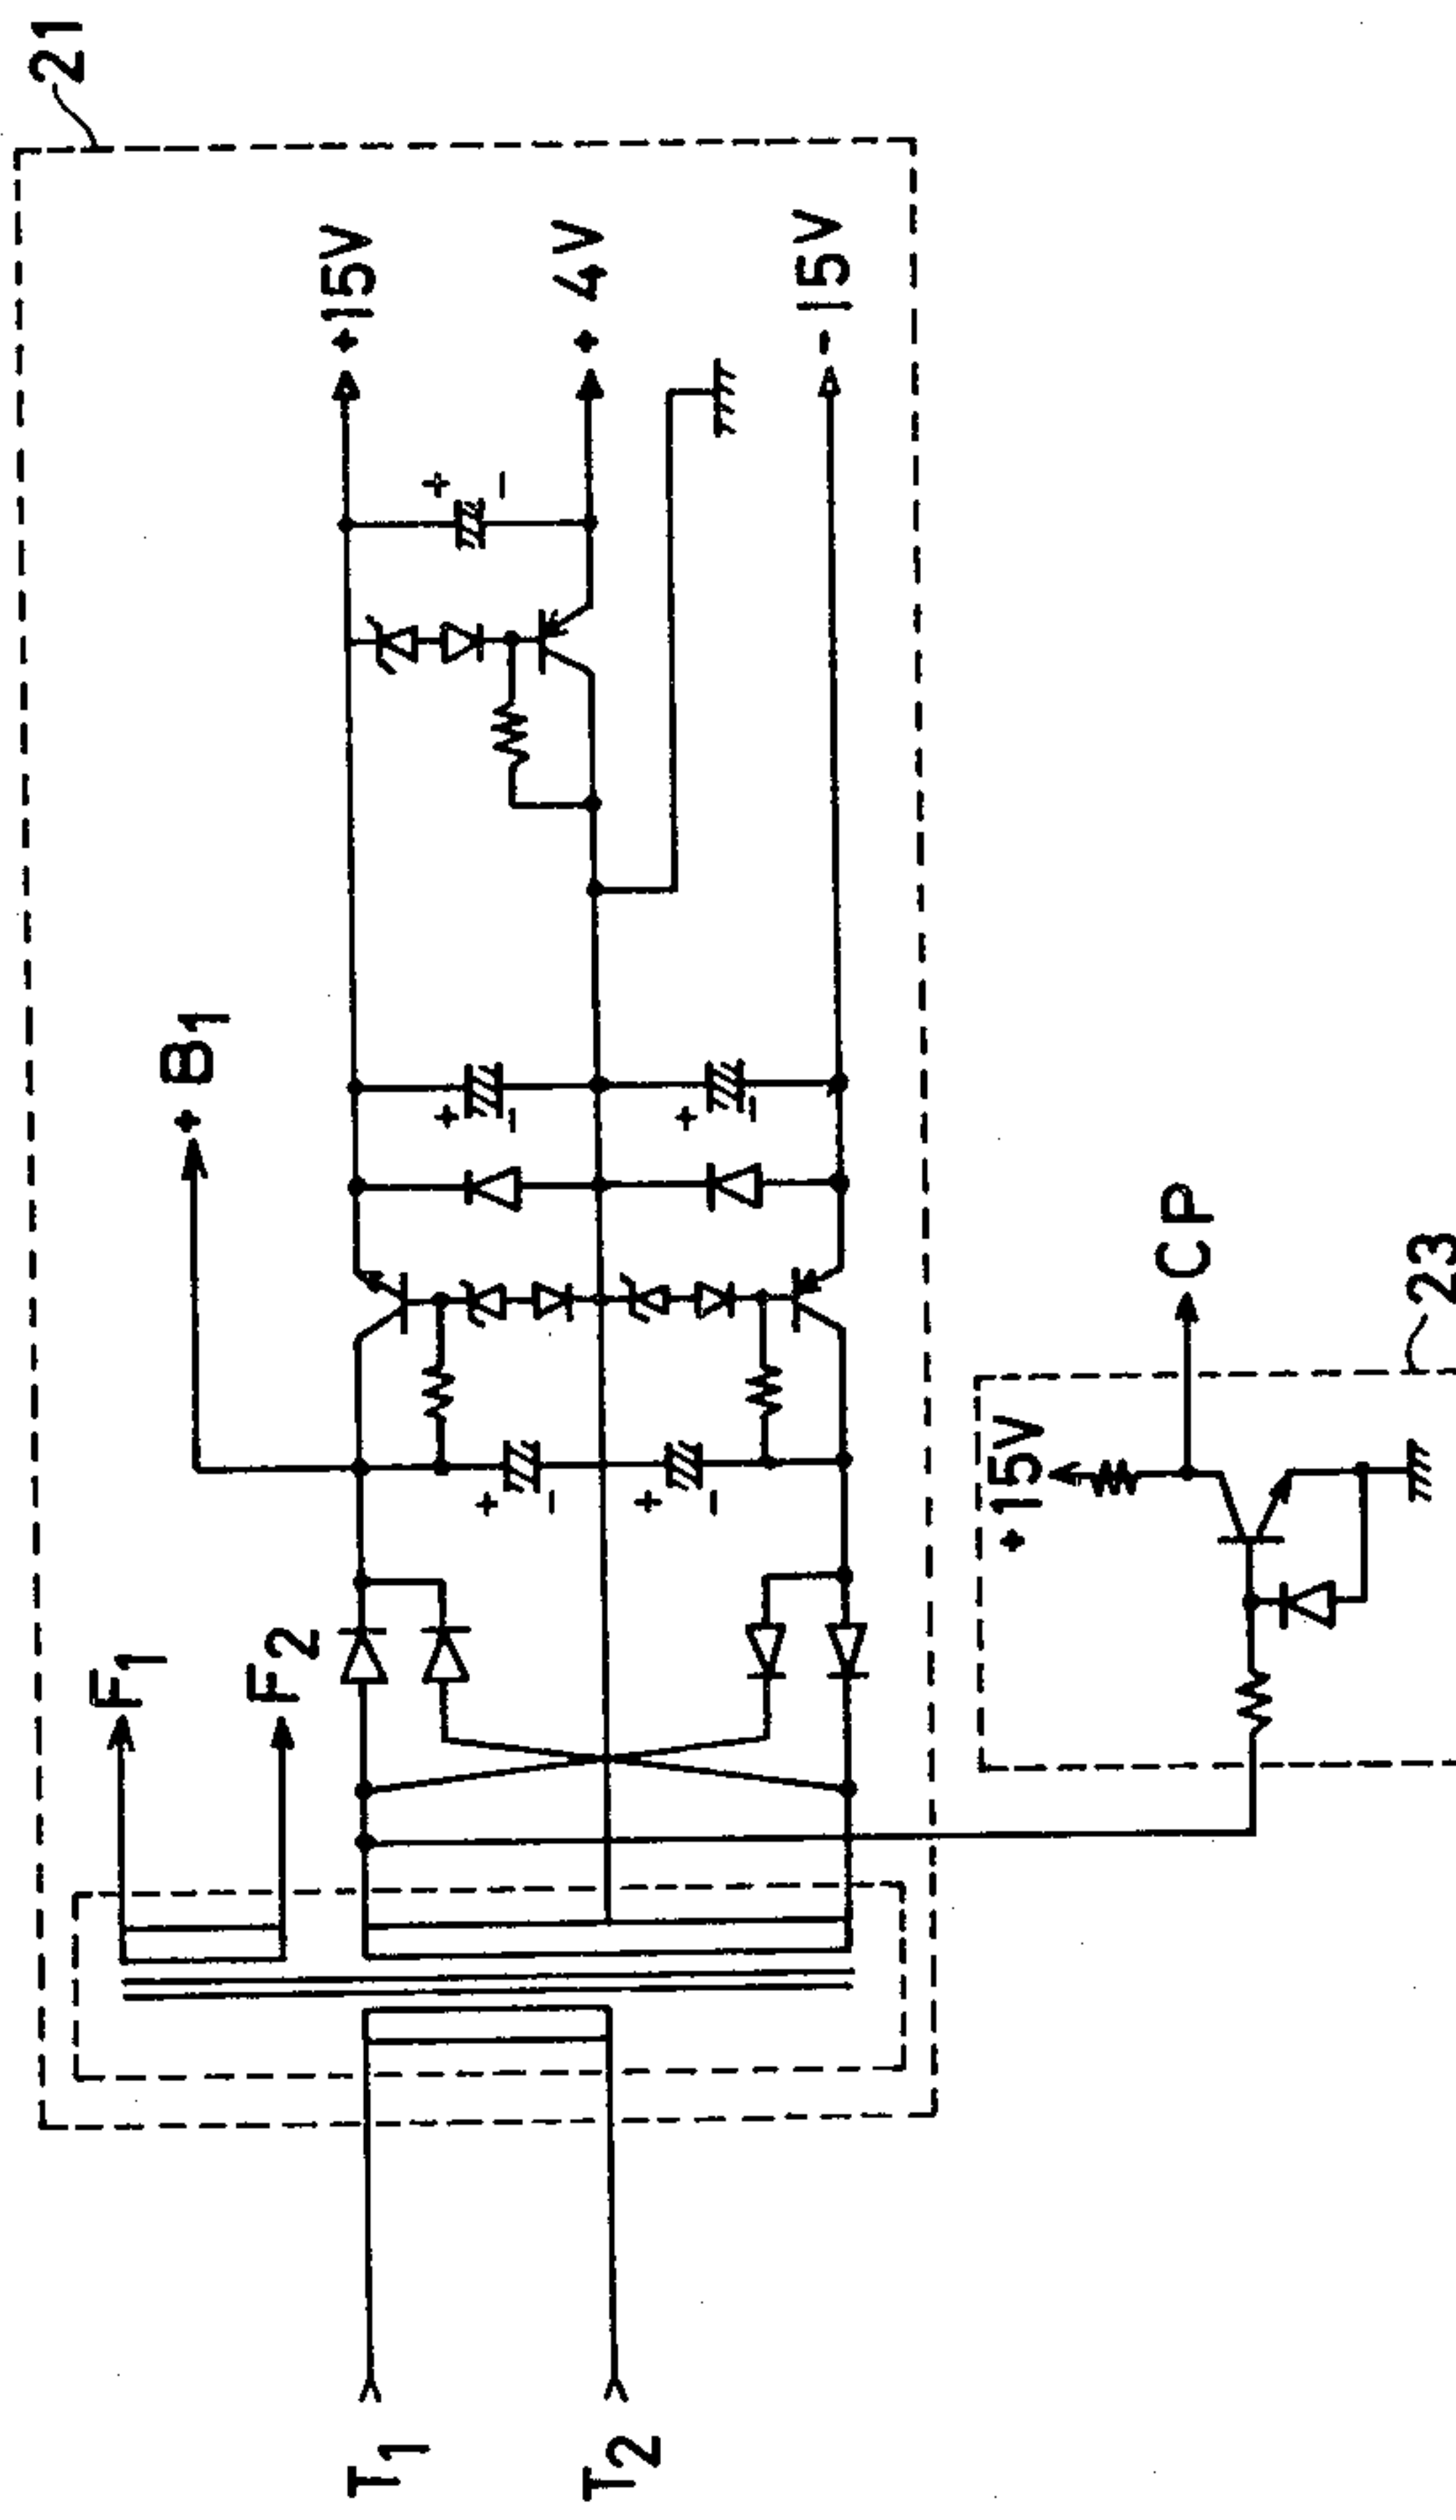 21
+15V
+4V
-15V
+B1
F1
F2
+15V
CP
23
T1
T2
+
-
+
-
+
-
+
-
+
-